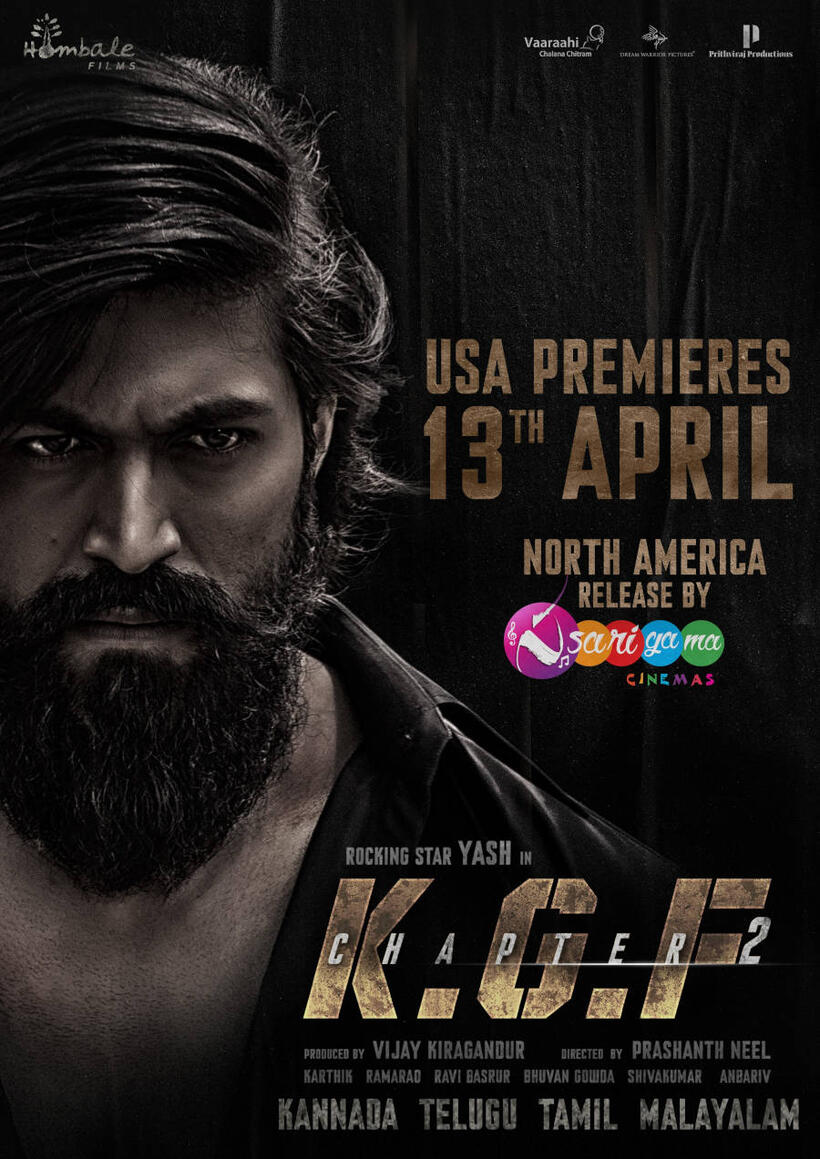 Hombale
FILMS
Vaaraahi
Chalana Chitram
DREAM WARRIOR PICTURES
Prithviraj Productions
USA PREMIERES
13TH APRIL
NORTH AMERICA
RELEASE BY
sarigama
CINEMAS
ROCKING STAR YASH IN
K.G.F
CHAPTER 2
PRODUCED BY VIJAY KIRAGANDUR DIRECTED BY PRASHANTH NEEL
KARTHIK RAMARAO RAVI BASRUR BHUVAN GOWDA SHIVAKUMAR ANBARIV
KANNADA TELUGU TAMIL MALAYALAM